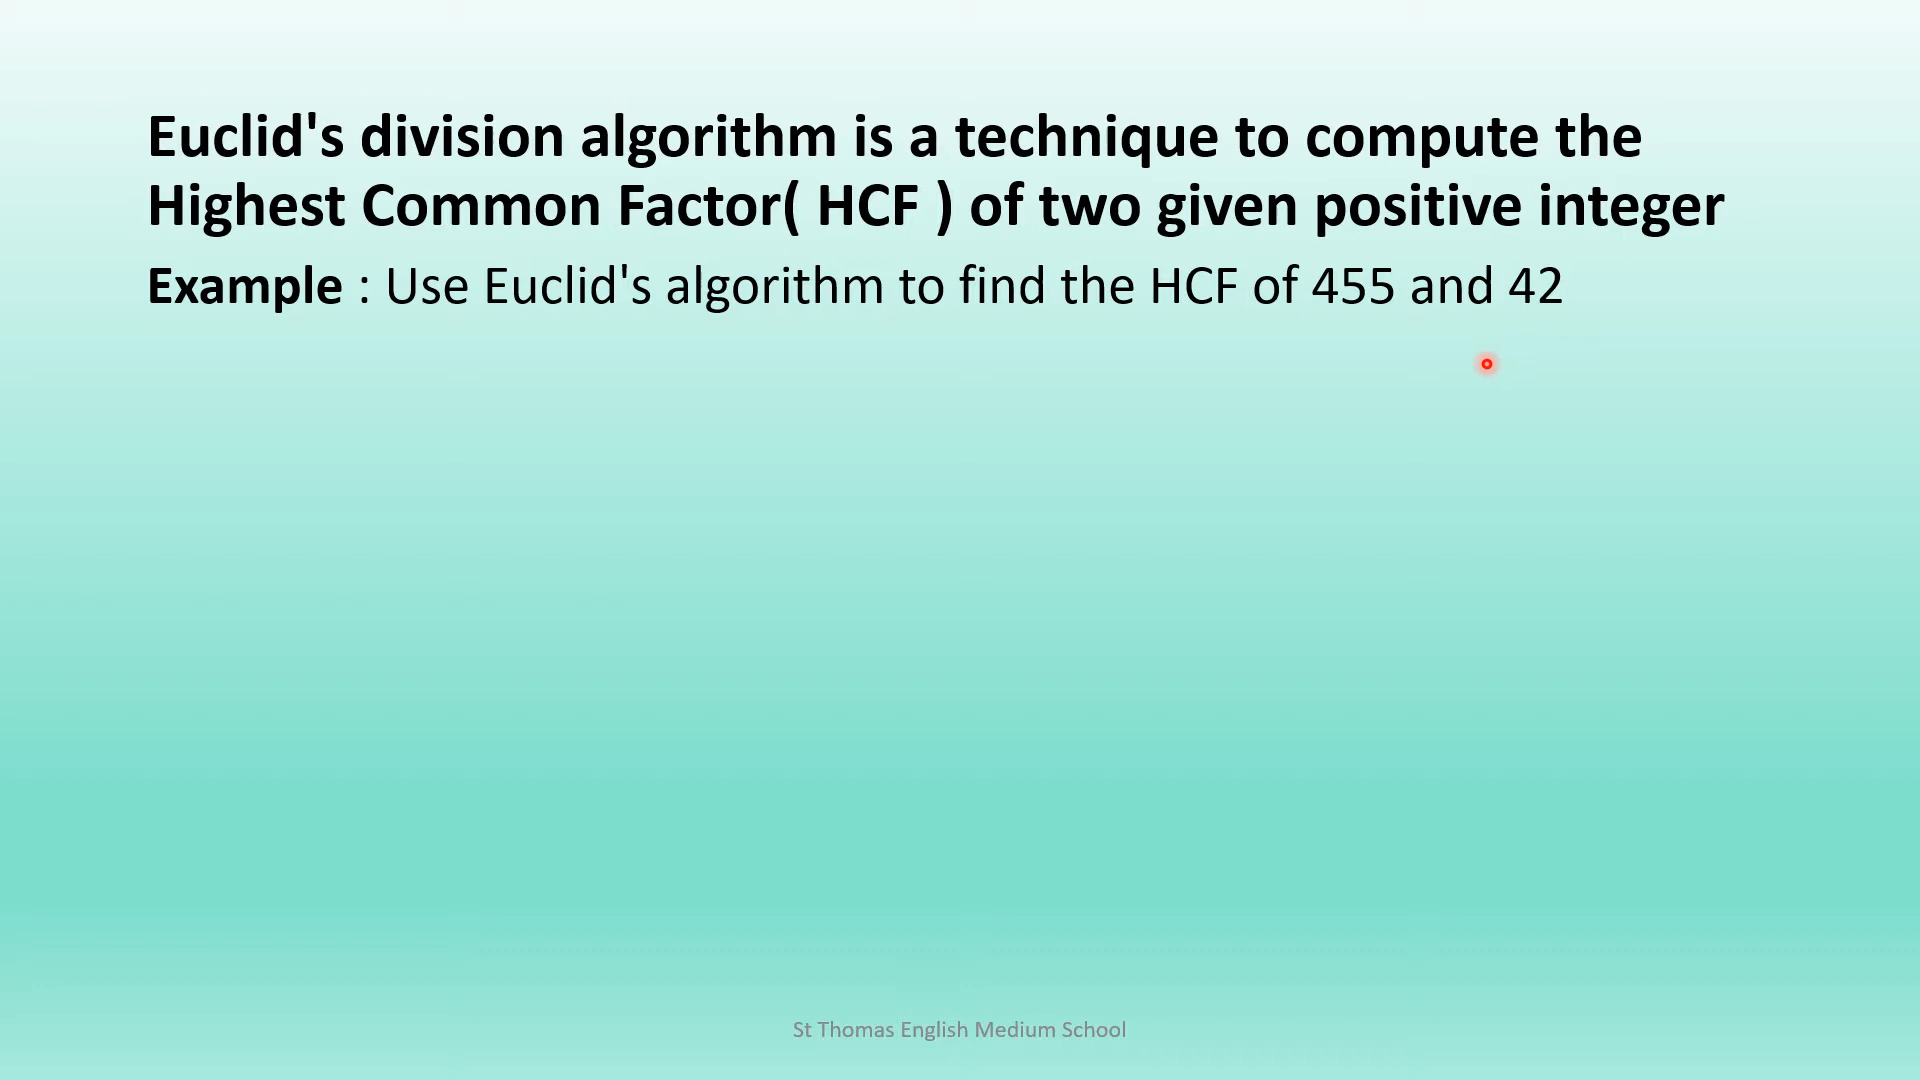 Euclid's division algorithm is a technique to compute the
Highest Common Factor( HCF ) of two given positive integer
Example : Use Euclid's algorithm to find the HCF of 455 and 42
St Thomas English Medium School